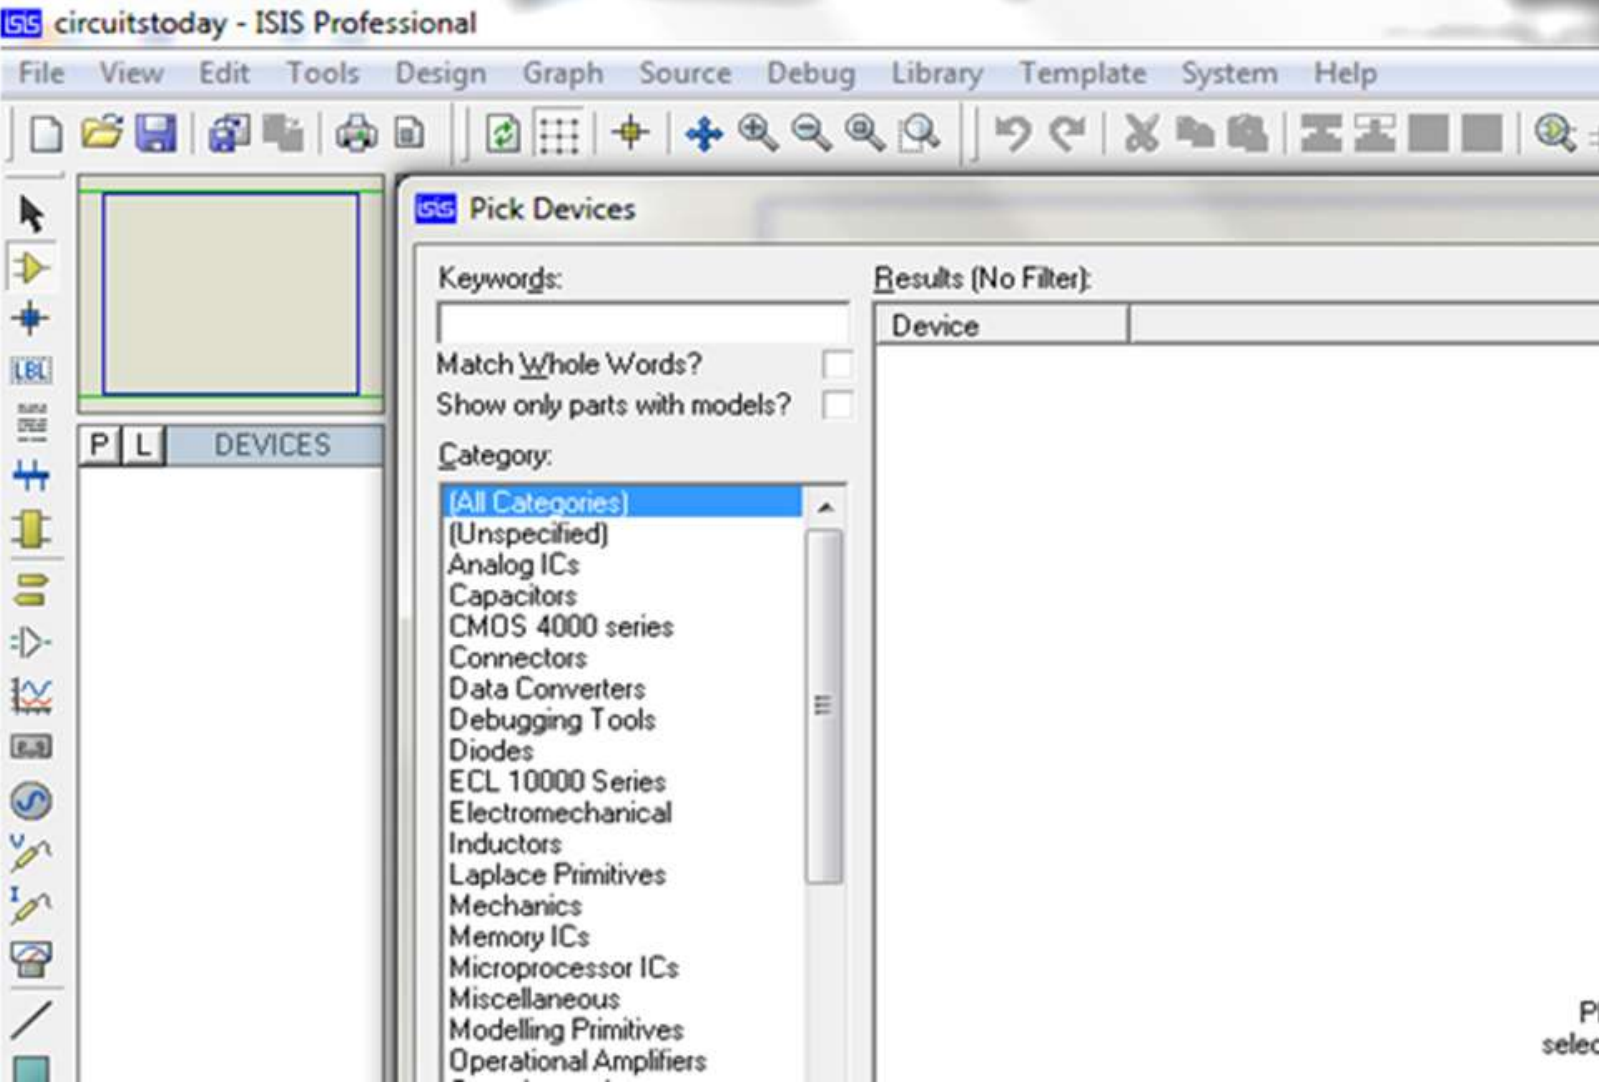 isis circuitstoday - ISIS Professional
File View Edit Tools Design Graph Source Debug Library Template System Help
isis Pick Devices
Keywords:
Results (No Filter):
Device
Match Whole Words?
Show only parts with models?
LBL
P L DEVICES
Category:
(All Categories)
(Unspecified)
Analog ICs
Capacitors
CMOS 4000 series
Connectors
Data Converters
Debugging Tools
Diodes
ECL 10000 Series
Electromechanical
Inductors
Laplace Primitives
Mechanics
Memory ICs
Microprocessor ICs
Miscellaneous
Modelling Primitives
Operational Amplifiers
V
I